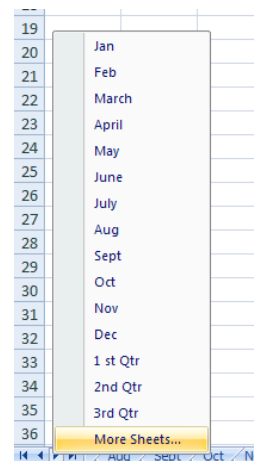 19
20
21
22
23
24
25
26
27
28
29
30
31
32
33
34
35
36
Jan
Feb
March
April
May
June
July
Aug
Sept
Oct
Nov
Dec
1 st Qtr
2nd Qtr
3rd Qtr
More Sheets...
Aug Sept Oct N